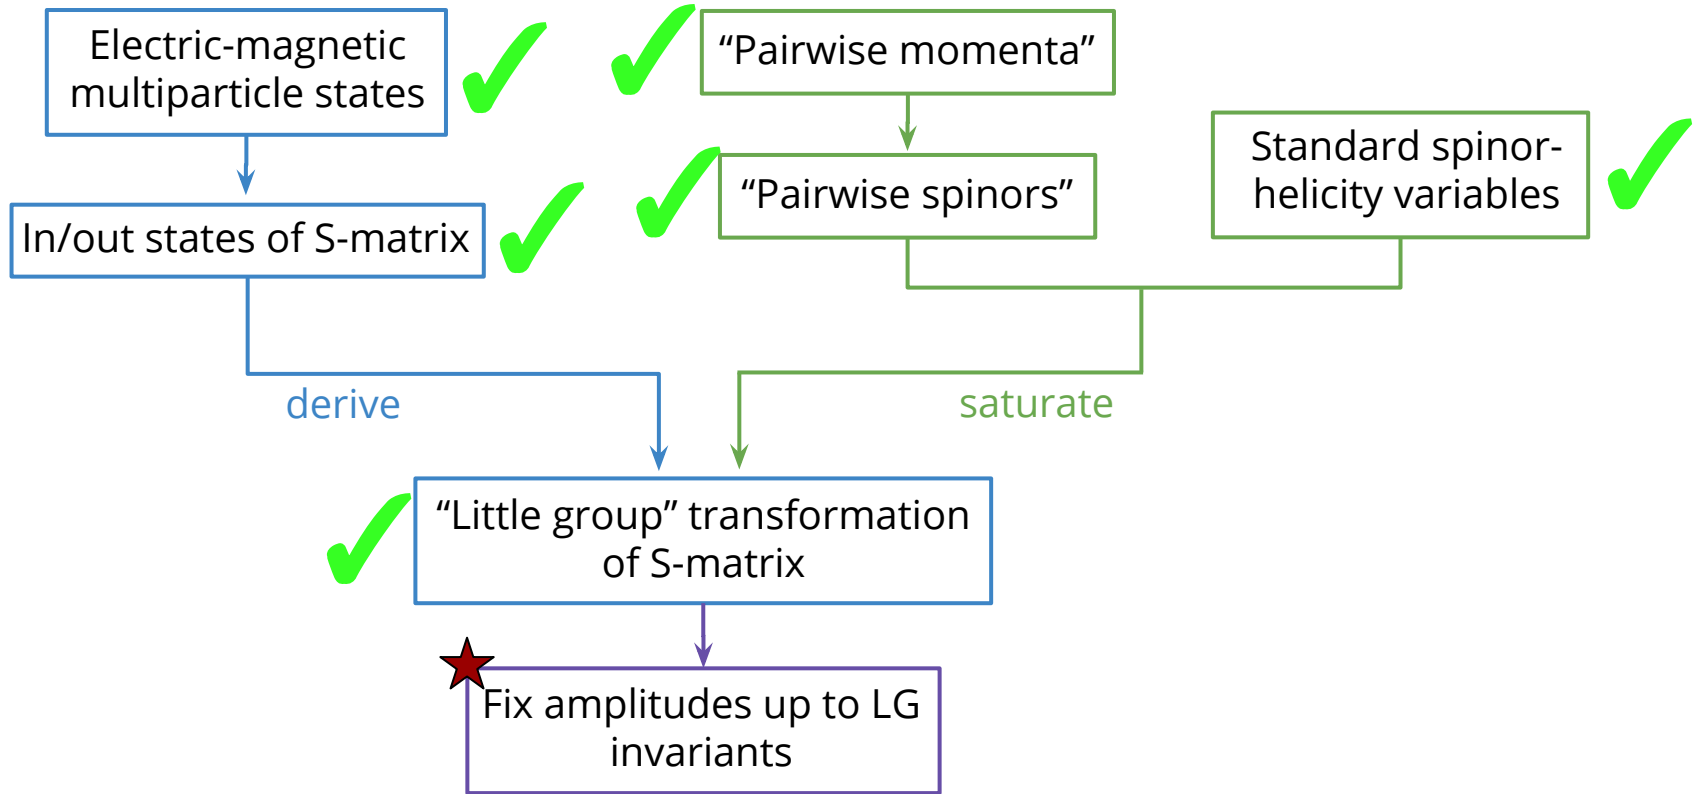 Electric-magnetic
multiparticle states
“Pairwise momenta”
“Pairwise spinors”
Standard spinor-
helicity variables
In/out states of S-matrix
derive
saturate
“Little group” transformation
of S-matrix
Fix amplitudes up to LG
invariants